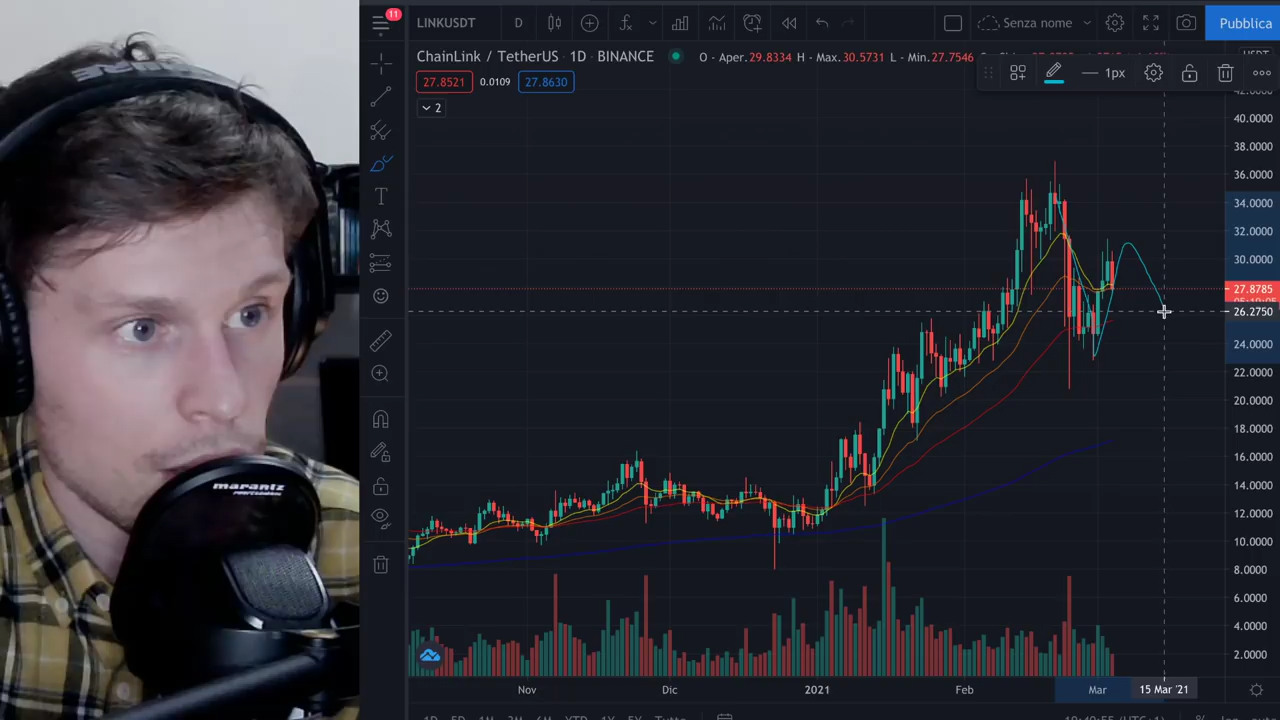 11
LINKUSDT
D
Senza nome
Pubblica
ChainLink / TetherUS · 1D · BINANCE
O - Aper.29.8334 H - Max.30.5731 L - Min.27.7546
1px
27.8521
0.0109
27.8630
2
40.0000
38.0000
36.0000
34.0000
32.0000
30.0000
27.8785
26.2750
24.0000
22.0000
20.0000
18.0000
16.0000
14.0000
12.0000
10.0000
8.0000
6.0000
4.0000
2.0000
marantz
PROFESSIONAL
Nov
Dic
2021
Feb
Mar
15 Mar '21